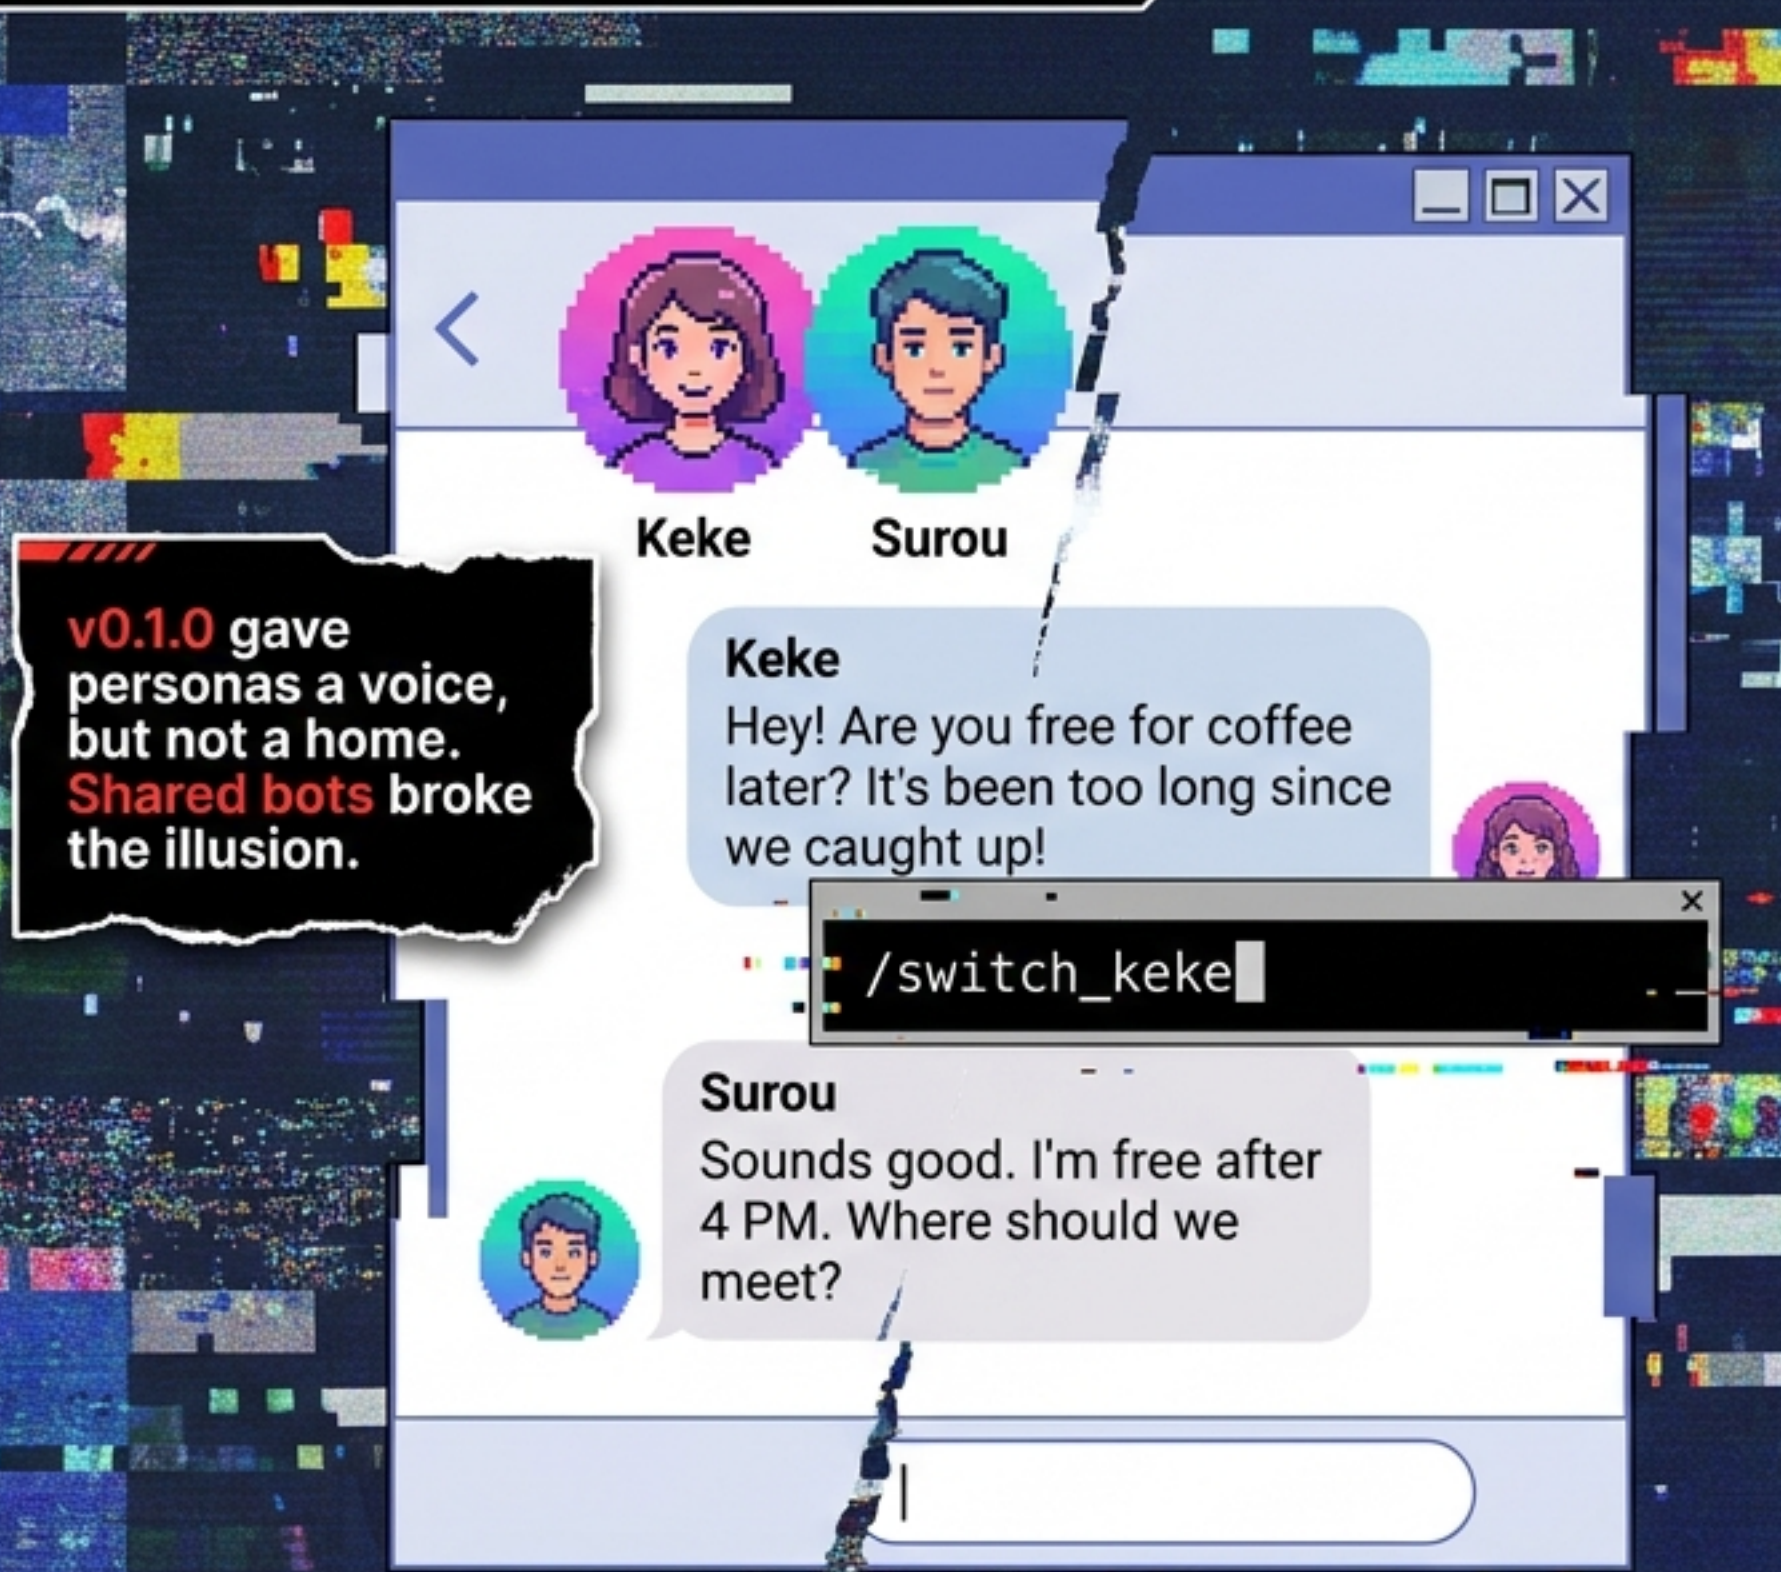 Keke
Surou
v0.1.0 gave
personas a voice,
but not a home.
Shared bots broke
the illusion.
Keke
Hey! Are you free for coffee
later? It's been too long since
we caught up!
/switch_keke
Surou
Sounds good. I'm free after
4 PM. Where should we
meet?